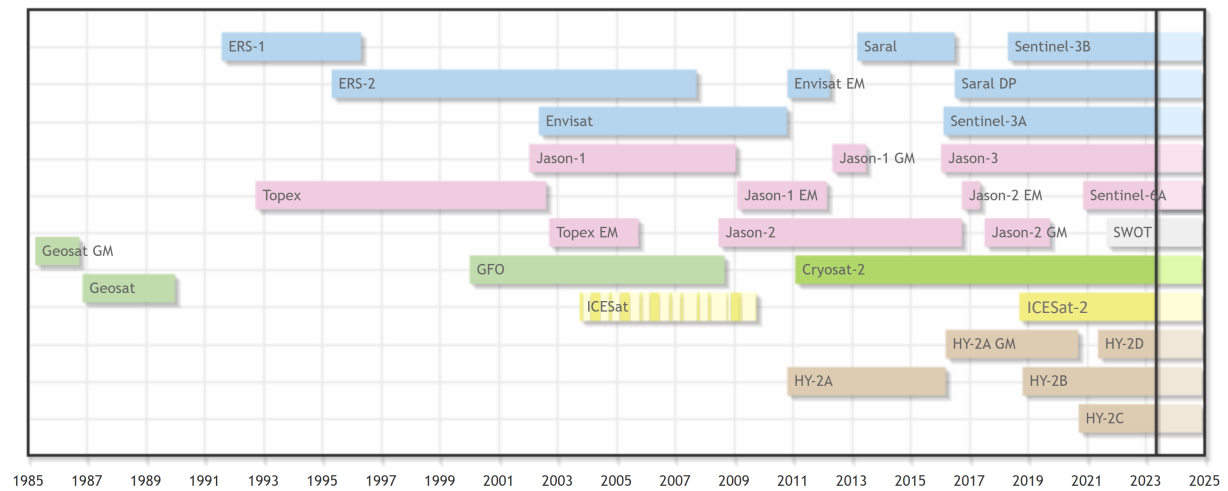 ERS-1 Saral Sentinel-3B
ERS-2 Envisat EM Saral DP
Envisat Sentinel-3A
Jason-1 Jason-1 GM Jason-3
Topex Jason-1 EM Jason-2 EM Sentinel-6A
Topex EM Jason-2 Jason-2 GM SWOT
Geosat GM
GFO Cryosat-2
Geosat
ICESat ICESat-2
HY-2A GM HY-2D
HY-2A HY-2B
HY-2C
1985 1987 1989 1991 1993 1995 1997 1999 2001 2003 2005 2007 2009 2011 2013 2015 2017 2019 2021 2023 2025